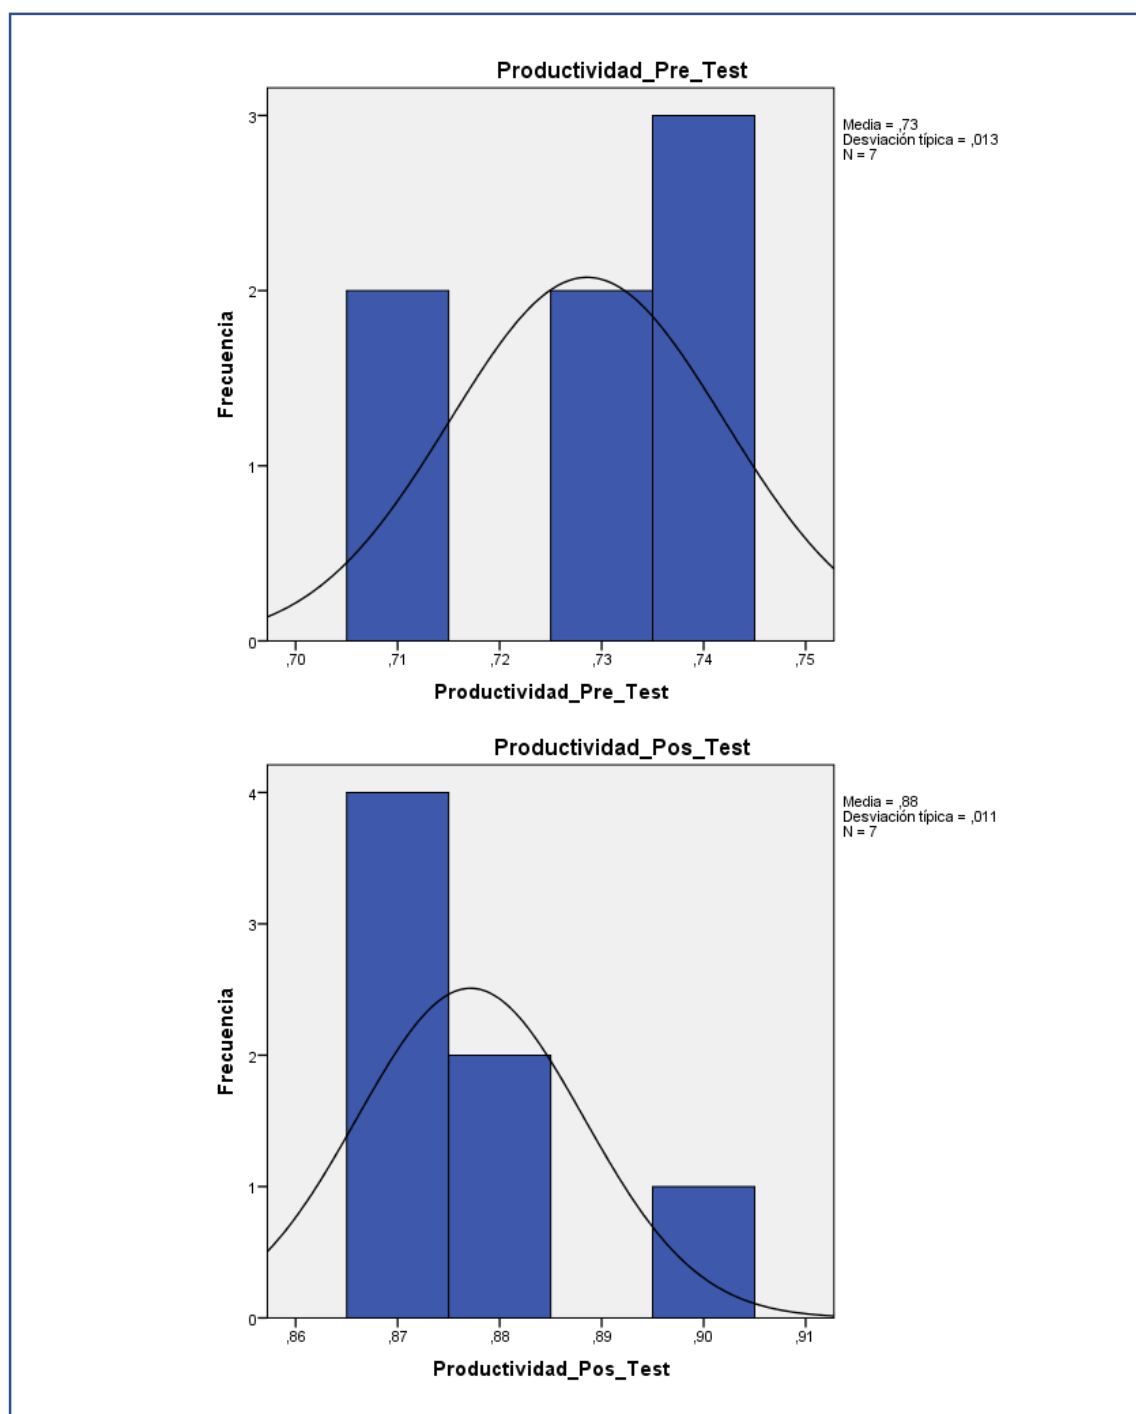 Productividad_Pre_Test
Media = ,73
Desviación típica = ,013
N = 7
3
2
1
0
Frecuencia
,70 ,71 ,72 ,73 ,74 ,75
Productividad_Pre_Test
Productividad_Pos_Test
Media = ,88
Desviación típica = ,011
N = 7
4
3
2
1
0
Frecuencia
,86 ,87 ,88 ,89 ,90 ,91
Productividad_Pos_Test